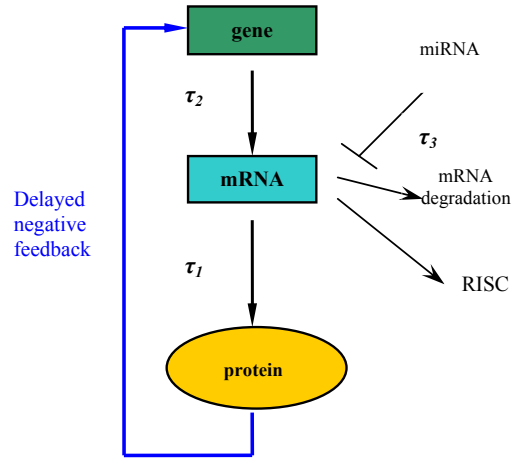 gene
miRNA
τ2
τ3
mRNA
mRNA
degradation
Delayed
negative
feedback
τ1
RISC
protein